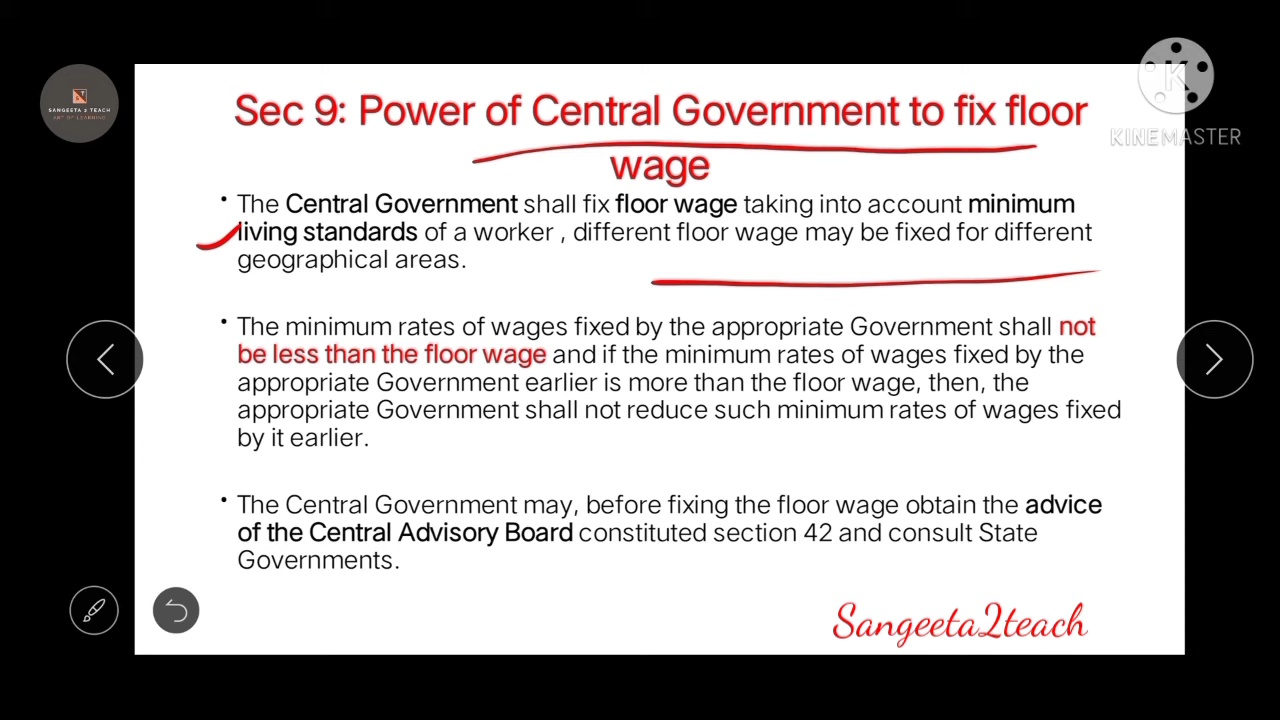 SANGEETA 2 TEACH
ART OF LEARNING
K
KINEMASTER
Sec 9: Power of Central Government to fix floor
wage
• The Central Government shall fix floor wage taking into account minimum
living standards of a worker , different floor wage may be fixed for different
geographical areas.
• The minimum rates of wages fixed by the appropriate Government shall not
be less than the floor wage and if the minimum rates of wages fixed by the
appropriate Government earlier is more than the floor wage, then, the
appropriate Government shall not reduce such minimum rates of wages fixed
by it earlier.
• The Central Government may, before fixing the floor wage obtain the advice
of the Central Advisory Board constituted section 42 and consult State
Governments.
Sangeeta2teach